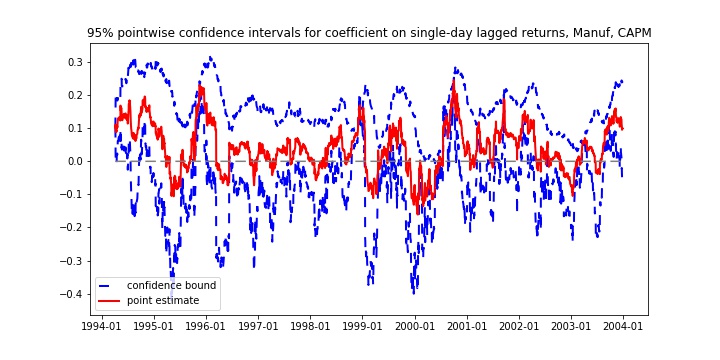 95% pointwise confidence intervals for coefficient on single-day lagged returns, Manuf, CAPM
0.3
0.2
0.1
0.0
−0.1
−0.2
−0.3
−0.4
confidence bound
point estimate
1994-01 1995-01 1996-01 1997-01 1998-01 1999-01 2000-01 2001-01 2002-01 2003-01 2004-01